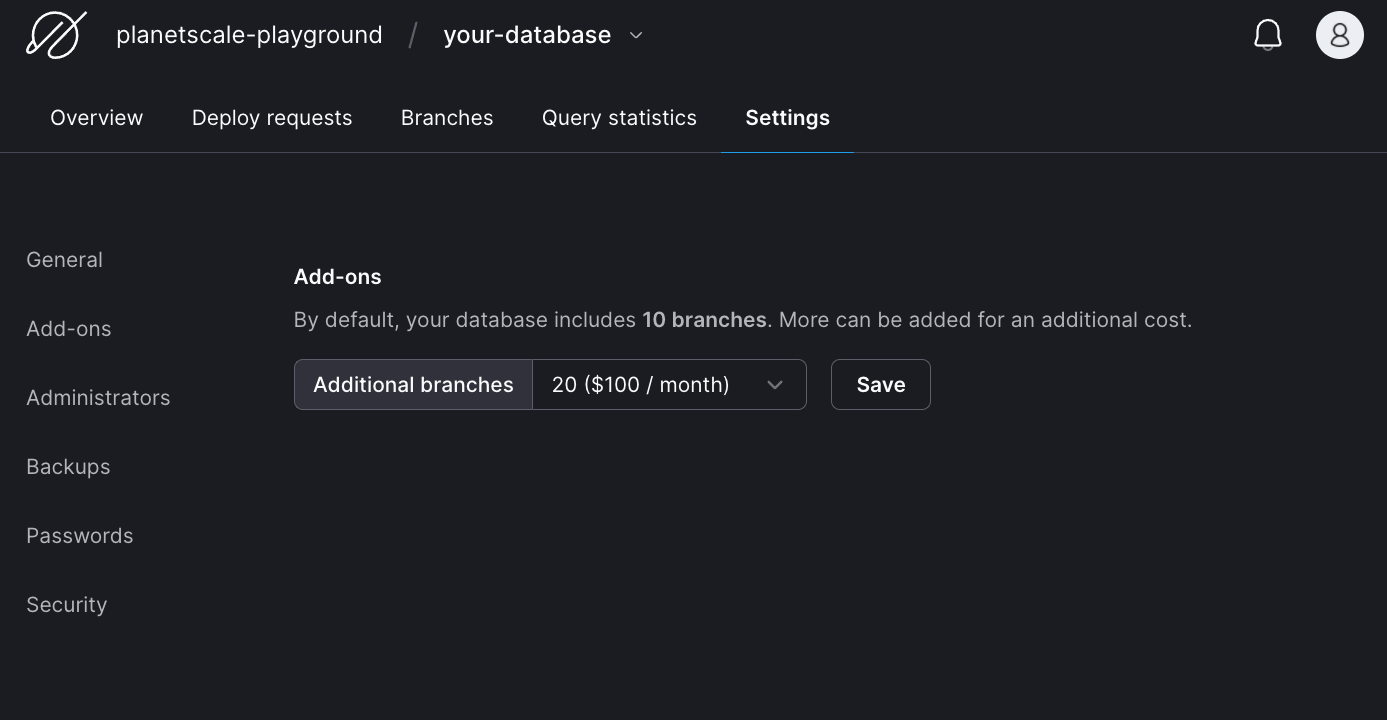 planetscale-playground / your-database
Overview Deploy requests Branches Query statistics Settings
General
Add-ons
Administrators
Backups
Passwords
Security
Add-ons
By default, your database includes 10 branches. More can be added for an additional cost.
Additional branches 20 ($100 / month) Save